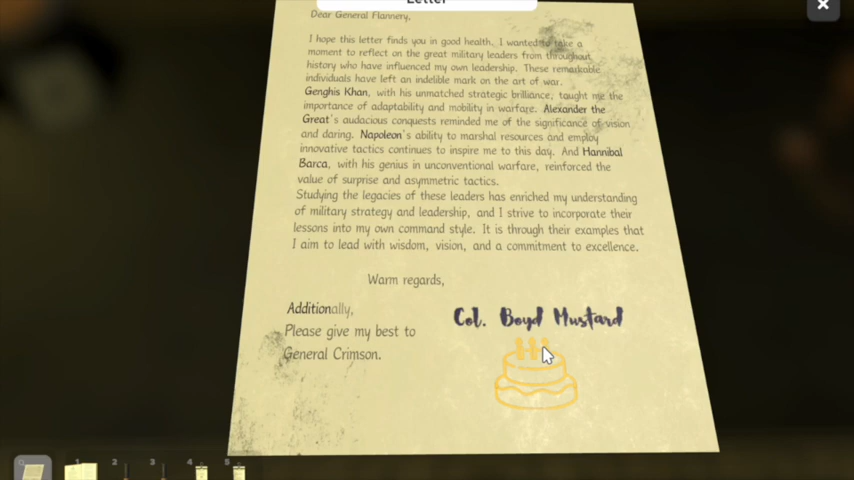 Letter
Dear General Flannery,
I hope this letter finds you in good health. I wanted to take a
moment to reflect on the great military leaders from throughout
history who have influenced my own leadership. These remarkable
individuals have left an indelible mark on the art of war.
Genghis Khan, with his unmatched strategic brilliance, taught me the
importance of adaptability and mobility in warfare. Alexander the
Great's audacious conquests reminded me of the significance of vision
and daring. Napoleon's ability to marshal resources and employ
innovative tactics continues to inspire me to this day. And Hannibal
Barca, with his genius in unconventional warfare, reinforced the
value of surprise and asymmetric tactics.
Studying the legacies of these leaders has enriched my understanding
of military strategy and leadership, and I strive to incorporate their
lessons into my own command style. It is through their examples that
I aim to lead with wisdom, vision, and a commitment to excellence.
Warm regards,
Additionally,
Please give my best to
General Crimson.
Col. Boyd Mustard
1 2 3 4 5